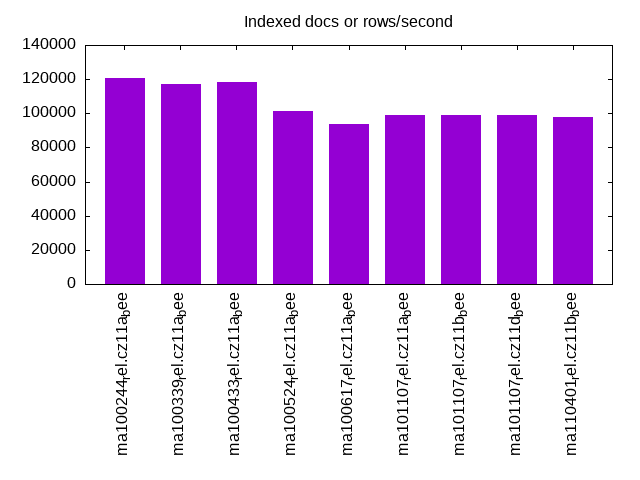 Indexed docs or rows/second
140000
120000
100000
80000
60000
40000
20000
0
ma100244rel.cz11abee
ma100339rel.cz11abee
ma100433rel.cz11abee
ma100524rel.cz11abee
ma100617rel.cz11abee
ma101107rel.cz11abee
ma101107rel.cz11bbee
ma101107rel.cz11dbee
ma110401rel.cz11bbee